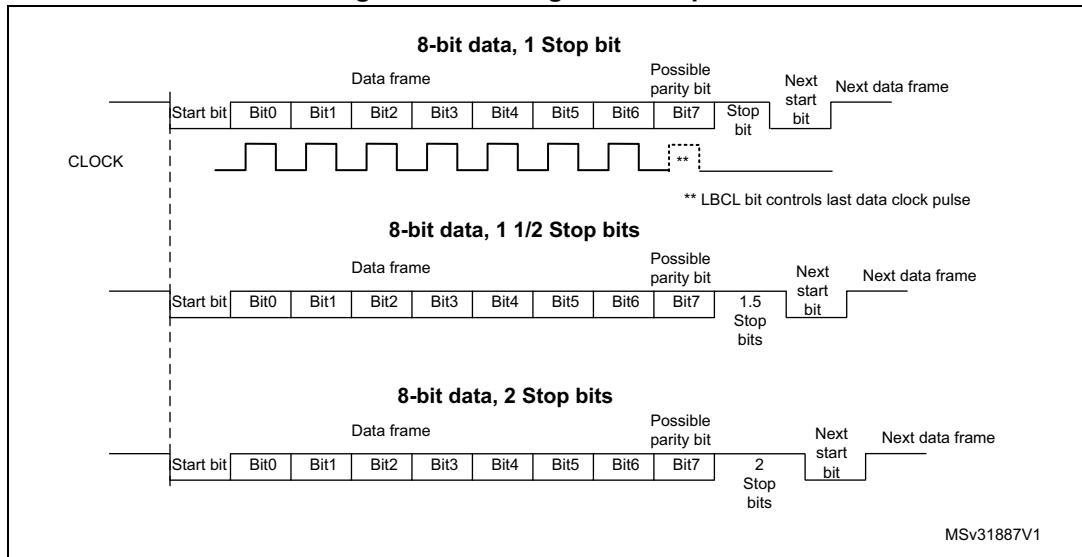 8-bit data, 1 Stop bit
Data frame
Possible
parity bit
Next
start
bit
Next data frame
Start bit Bit0 Bit1 Bit2 Bit3 Bit4 Bit5 Bit6 Bit7 Stop
bit
CLOCK
**
** LBCL bit controls last data clock pulse
8-bit data, 1 1/2 Stop bits
Data frame
Possible
parity bit
Next
start
bit
Next data frame
Start bit Bit0 Bit1 Bit2 Bit3 Bit4 Bit5 Bit6 Bit7 1.5
Stop
bits
8-bit data, 2 Stop bits
Data frame
Possible
parity bit
Next
start
bit
Next data frame
Start bit Bit0 Bit1 Bit2 Bit3 Bit4 Bit5 Bit6 Bit7 2
Stop
bits
MSv31887V1